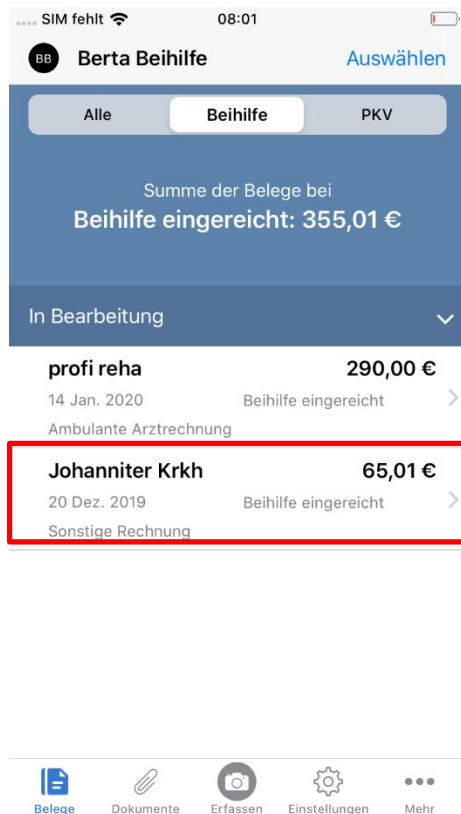 SIM fehlt 08:01
BB Berta Beihilfe Auswählen
Alle Beihilfe PKV
Summe der Belege bei
Beihilfe eingereicht: 355,01 €
In Bearbeitung
profi reha 290,00 €
14 Jan. 2020 Beihilfe eingereicht
Ambulante Arztrechnung
Johanniter Krkh 65,01 €
20 Dez. 2019 Beihilfe eingereicht
Sonstige Rechnung
Belege Dokumente Erfassen Einstellungen Mehr